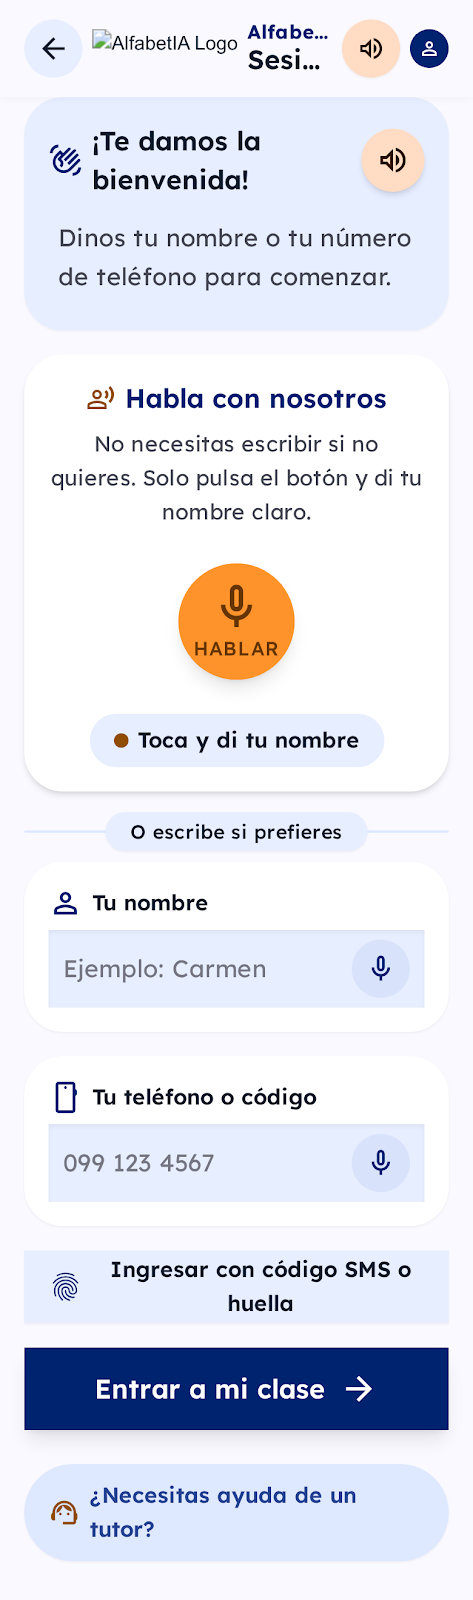 AlfabetIA Logo
Alfabe...
Sesi...
¡Te damos la
bienvenida!
Dinos tu nombre o tu número
de teléfono para comenzar.
Habla con nosotros
No necesitas escribir si no
quieres. Solo pulsa el botón y di tu
nombre claro.
HABLAR
Toca y di tu nombre
O escribe si prefieres
Tu nombre
Ejemplo: Carmen
Tu teléfono o código
099 123 4567
Ingresar con código SMS o
huella
Entrar a mi clase
¿Necesitas ayuda de un
tutor?